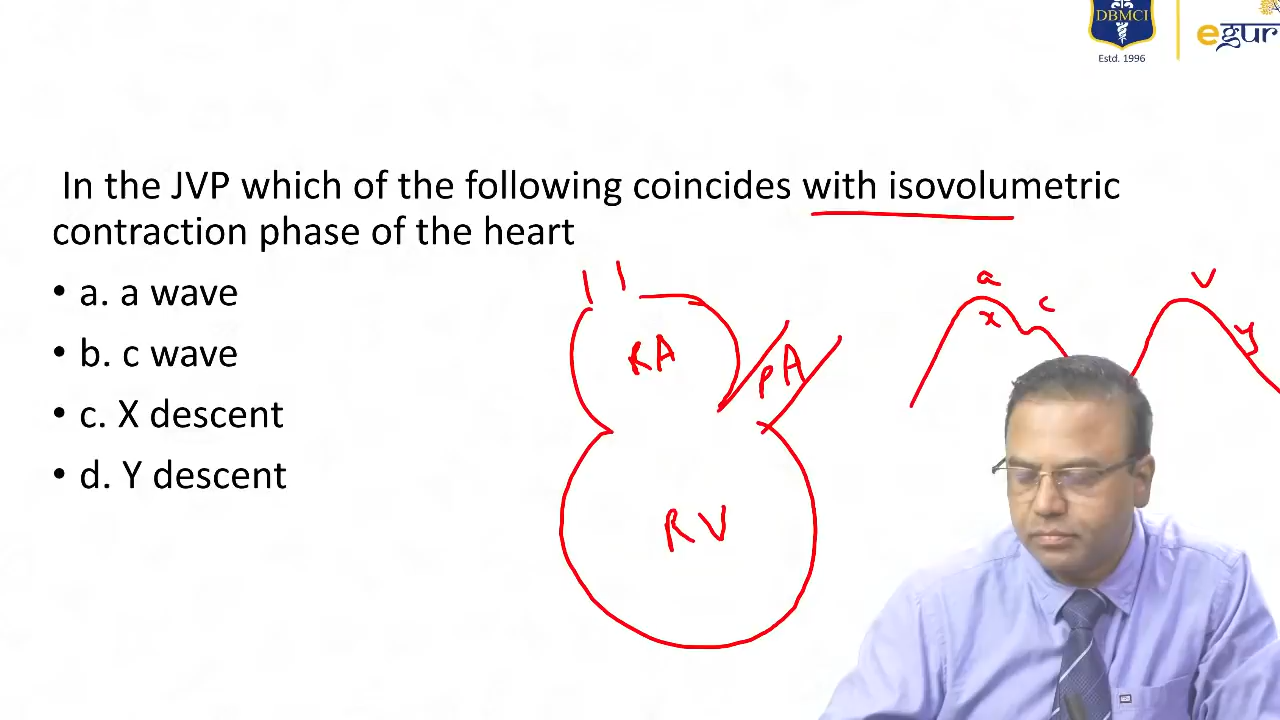 DBMCI
Estd. 1996
egur
In the JVP which of the following coincides with isovolumetric
contraction phase of the heart
• a. a wave
• b. c wave
• c. X descent
• d. Y descent
RA
PA
RV
a
x
c
v
y